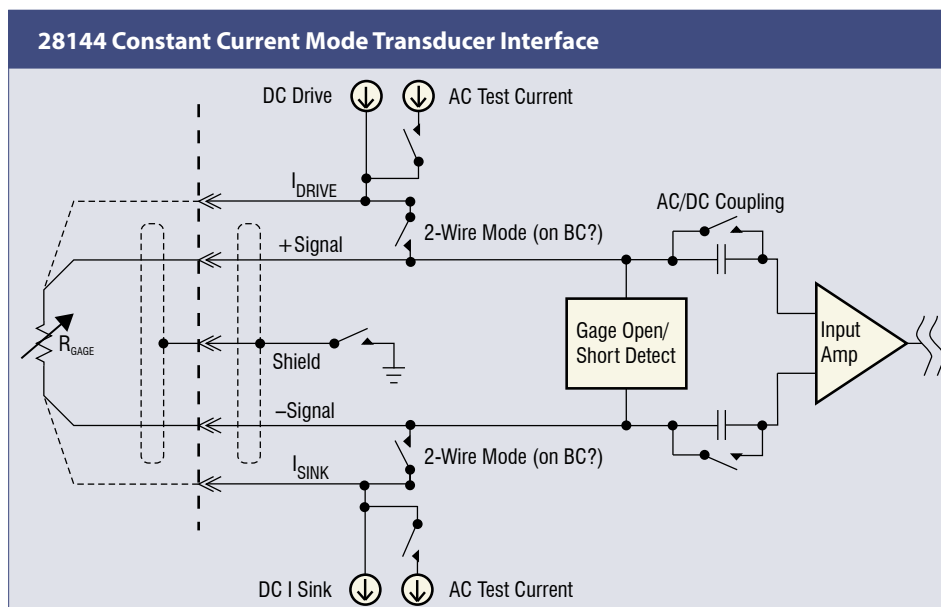 28144 Constant Current Mode Transducer Interface
DC Drive
AC Test Current
IDRIVE
AC/DC Coupling
2-Wire Mode (on BC?)
+Signal
RGAGE
Gage Open/
Short Detect
Input
Amp
Shield
–Signal
2-Wire Mode (on BC?)
ISINK
DC I Sink
AC Test Current